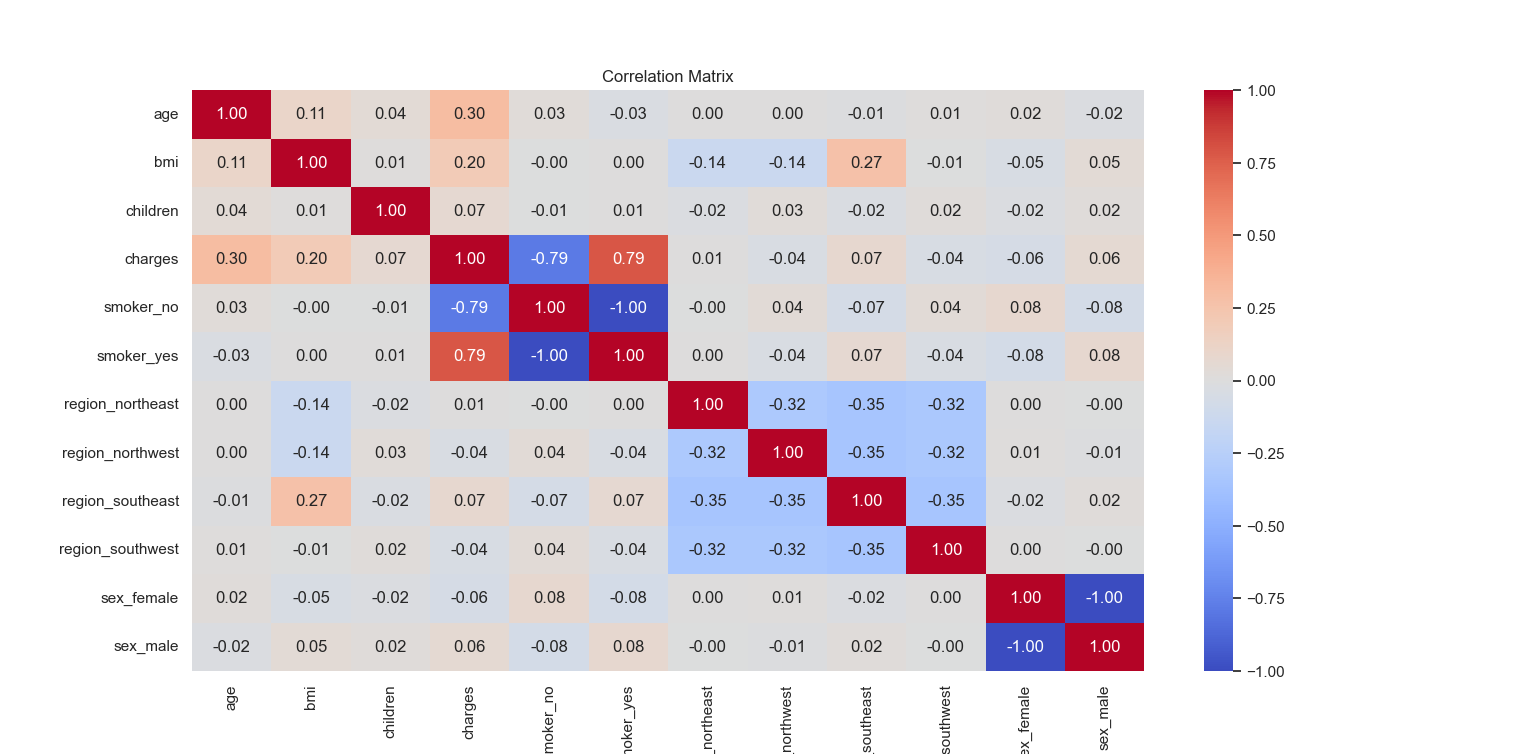 Correlation Matrix
age 1.00 0.11 0.04 0.30 0.03 -0.03 0.00 0.00 -0.01 0.01 0.02 -0.02
bmi 0.11 1.00 0.01 0.20 -0.00 0.00 -0.14 -0.14 0.27 -0.01 -0.05 0.05
children 0.04 0.01 1.00 0.07 -0.01 0.01 -0.02 0.03 -0.02 0.02 -0.02 0.02
charges 0.30 0.20 0.07 1.00 -0.79 0.79 0.01 -0.04 0.07 -0.04 -0.06 0.06
smoker_no 0.03 -0.00 -0.01 -0.79 1.00 -1.00 -0.00 0.04 -0.07 0.04 0.08 -0.08
smoker_yes -0.03 0.00 0.01 0.79 -1.00 1.00 0.00 -0.04 0.07 -0.04 -0.08 0.08
region_northeast 0.00 -0.14 -0.02 0.01 -0.00 0.00 1.00 -0.32 -0.35 -0.32 0.00 -0.00
region_northwest 0.00 -0.14 0.03 -0.04 0.04 -0.04 -0.32 1.00 -0.35 -0.32 0.01 -0.01
region_southeast -0.01 0.27 -0.02 0.07 -0.07 0.07 -0.35 -0.35 1.00 -0.35 -0.02 0.02
region_southwest 0.01 -0.01 0.02 -0.04 0.04 -0.04 -0.32 -0.32 -0.35 1.00 0.00 -0.00
sex_female 0.02 -0.05 -0.02 -0.06 0.08 -0.08 0.00 0.01 -0.02 0.00 1.00 -1.00
sex_male -0.02 0.05 0.02 0.06 -0.08 0.08 -0.00 -0.01 0.02 -0.00 -1.00 1.00
age
bmi
children
charges
moker_no
noker_yes
_northeast
northwest
_southeast
southwest
ex_female
sex_male
1.00
0.75
0.50
0.25
0.00
−0.25
−0.50
−0.75
−1.00